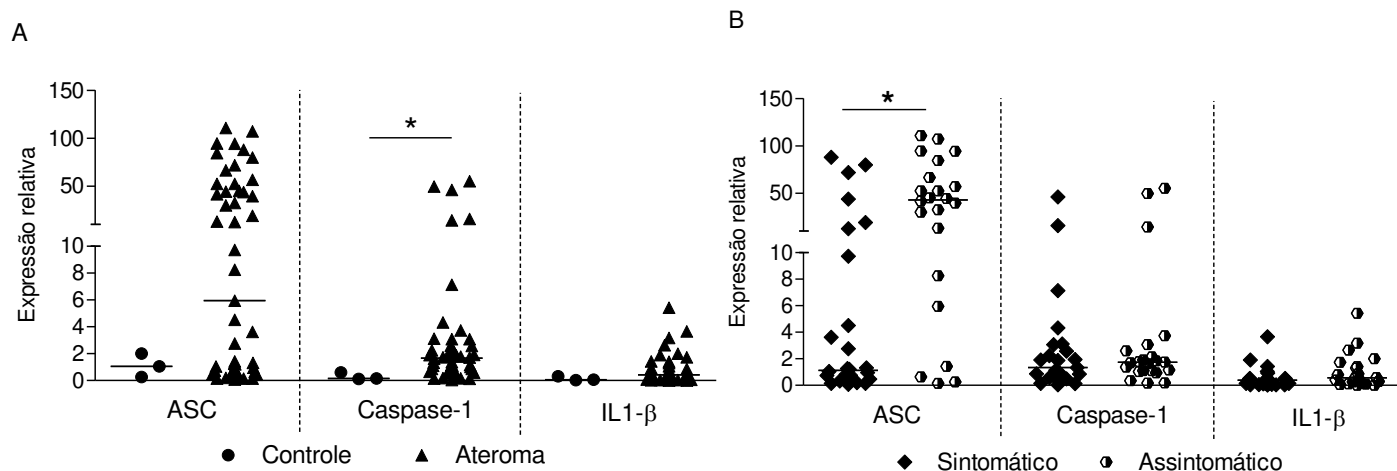 A
Expressão relativa
150
100
50
10
8
6
4
2
0
*
ASC
Caspase-1
IL1-β
Controle
Ateroma
B
Expressão relativa
150
100
50
10
8
6
4
2
0
*
ASC
Caspase-1
IL1-β
Sintomático
Assintomático